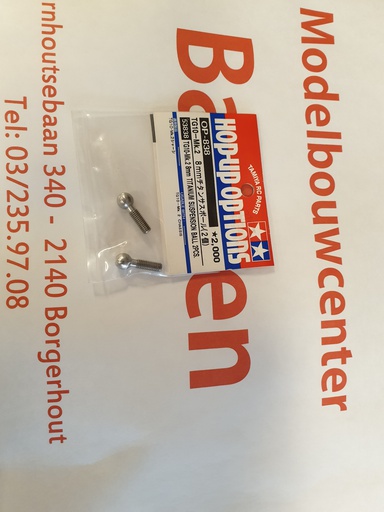 Modelbouwcenter
Ba en
rnhoutsebaan 340 - 2140 Borgerhout
Tel: 03/235.97.08
TAMIYA RC PARTS
HOP-UP OPTIONS
OP-838
★2,000
TG10-Mk.2 8mmチタンサスボール(2個)
53838 TG10-Mk.2 8mm TITANIUM SUSPENSION BALL 2PCS.